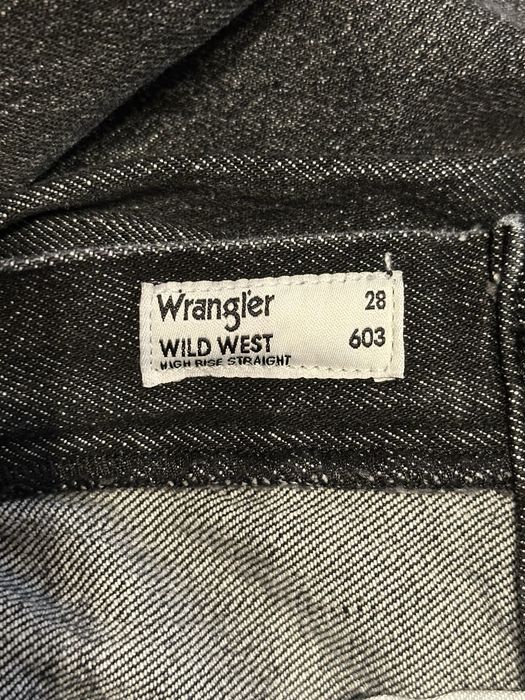 Wrangler 28
WILD WEST 603
HIGH RISE STRAIGHT